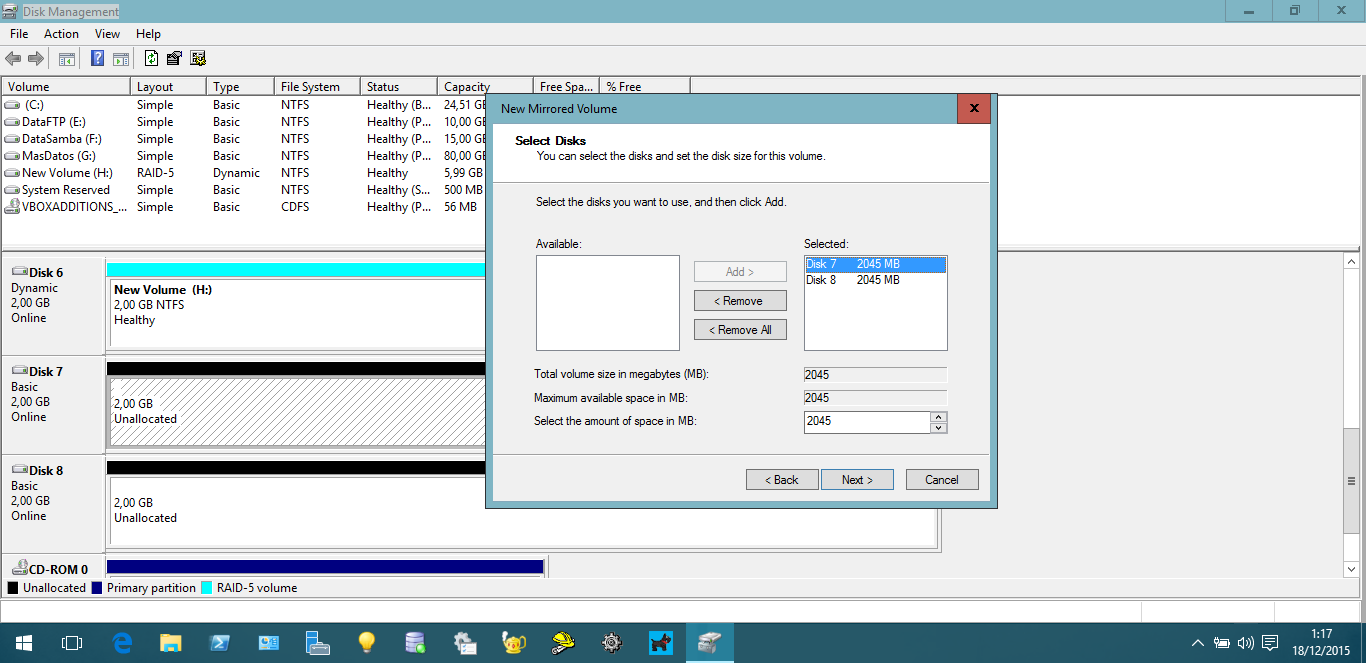 Disk Management
File Action View Help
Volume Layout Type File System Status Capacity Free Spa... % Free
(C:) Simple Basic NTFS Healthy (B... 24,51 GB
DataFTP (E:) Simple Basic NTFS Healthy (P... 10,00 GB
DataSamba (F:) Simple Basic NTFS Healthy (P... 15,00 GB
MasDatos (G:) Simple Basic NTFS Healthy (P... 80,00 GB
New Volume (H:) RAID-5 Dynamic NTFS Healthy 5,99 GB
System Reserved Simple Basic NTFS Healthy (S... 500 MB
VBOXADDITIONS_... Simple Basic CDFS Healthy (P... 56 MB
Disk 6
Dynamic
2,00 GB
Online
New Volume (H:)
2,00 GB NTFS
Healthy
Disk 7
Basic
2,00 GB
Online
2,00 GB
Unallocated
Disk 8
Basic
2,00 GB
Online
2,00 GB
Unallocated
CD-ROM 0
Unallocated Primary partition RAID-5 volume
New Mirrored Volume
Select Disks
You can select the disks and set the disk size for this volume.
Select the disks you want to use, and then click Add.
Available:
Selected:
Add >
< Remove
< Remove All
Disk 7 2045 MB
Disk 8 2045 MB
Total volume size in megabytes (MB): 2045
Maximum available space in MB: 2045
Select the amount of space in MB: 2045
< Back Next > Cancel
1:17
18/12/2015